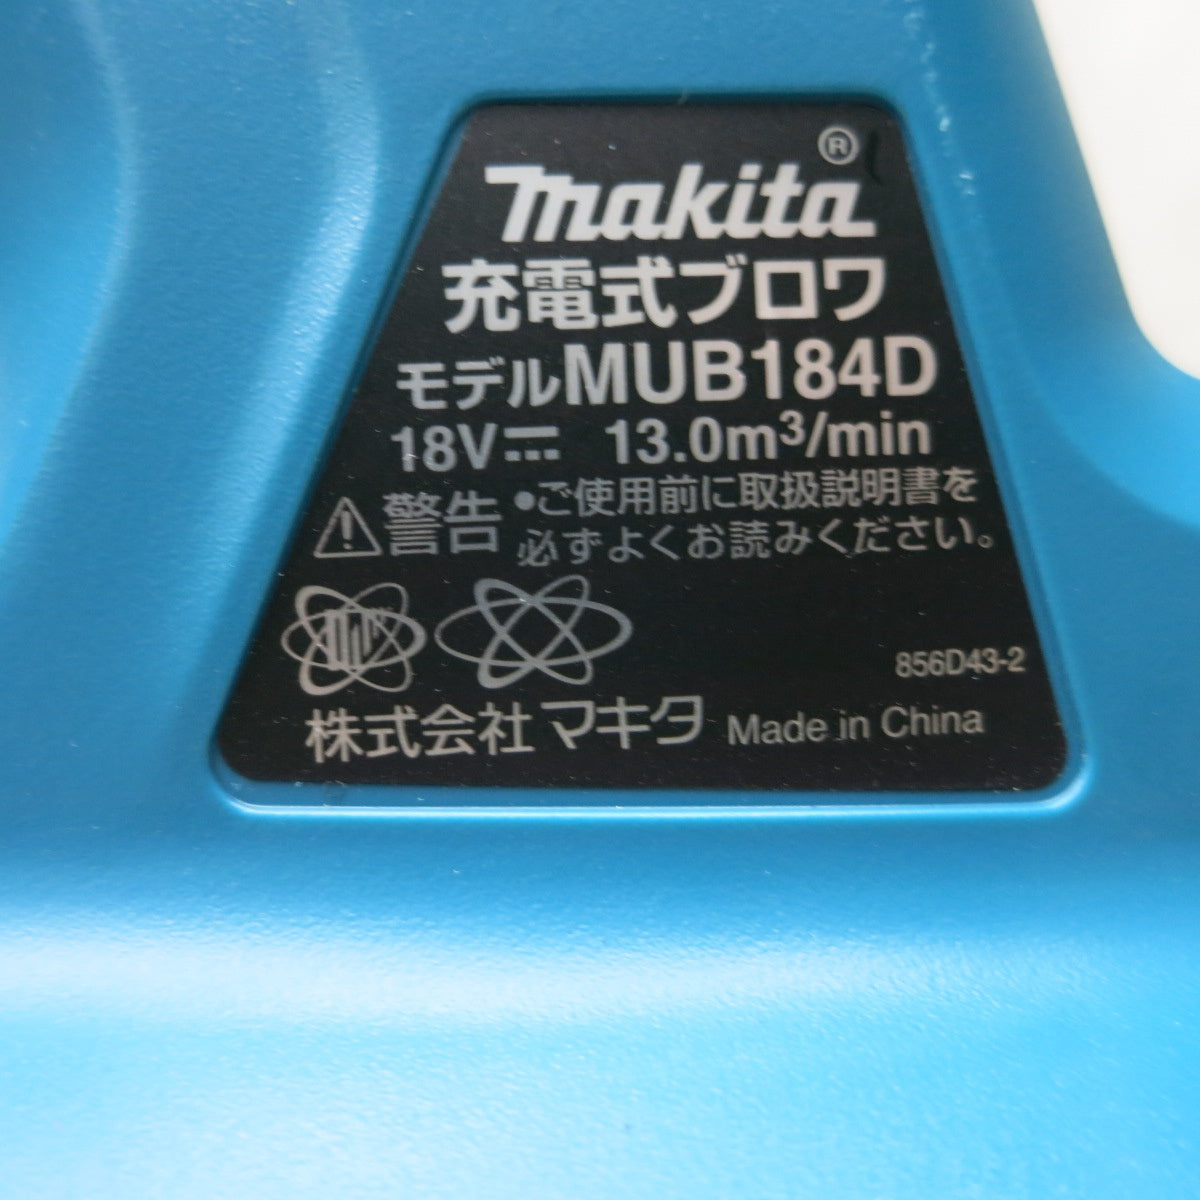 makita®
充電式ブロワ
モデルMUB184D
18V⎓ 13.0m³/min
⚠警告 •ご使用前に取扱説明書を
必ずよくお読みください。
856D43-2
株式会社マキタ Made in China